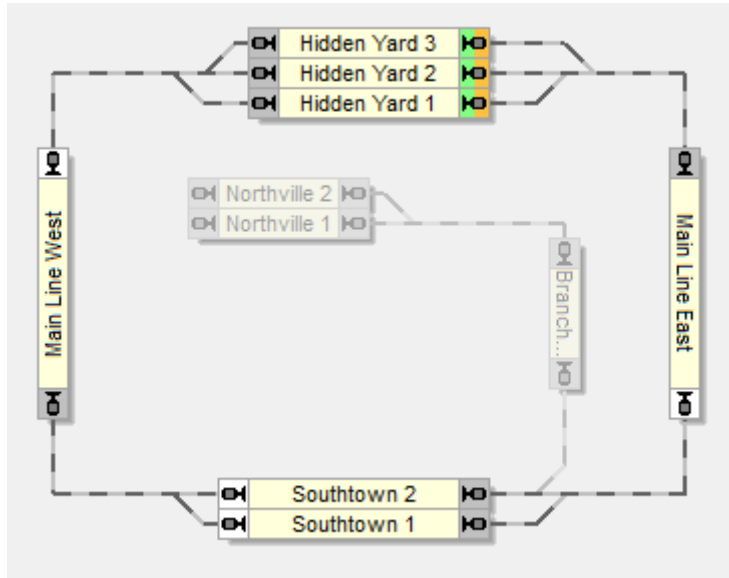 Hidden Yard 3
Hidden Yard 2
Hidden Yard 1
Northville 2
Northville 1
Main Line West
Branch...
Main Line East
Southtown 2
Southtown 1